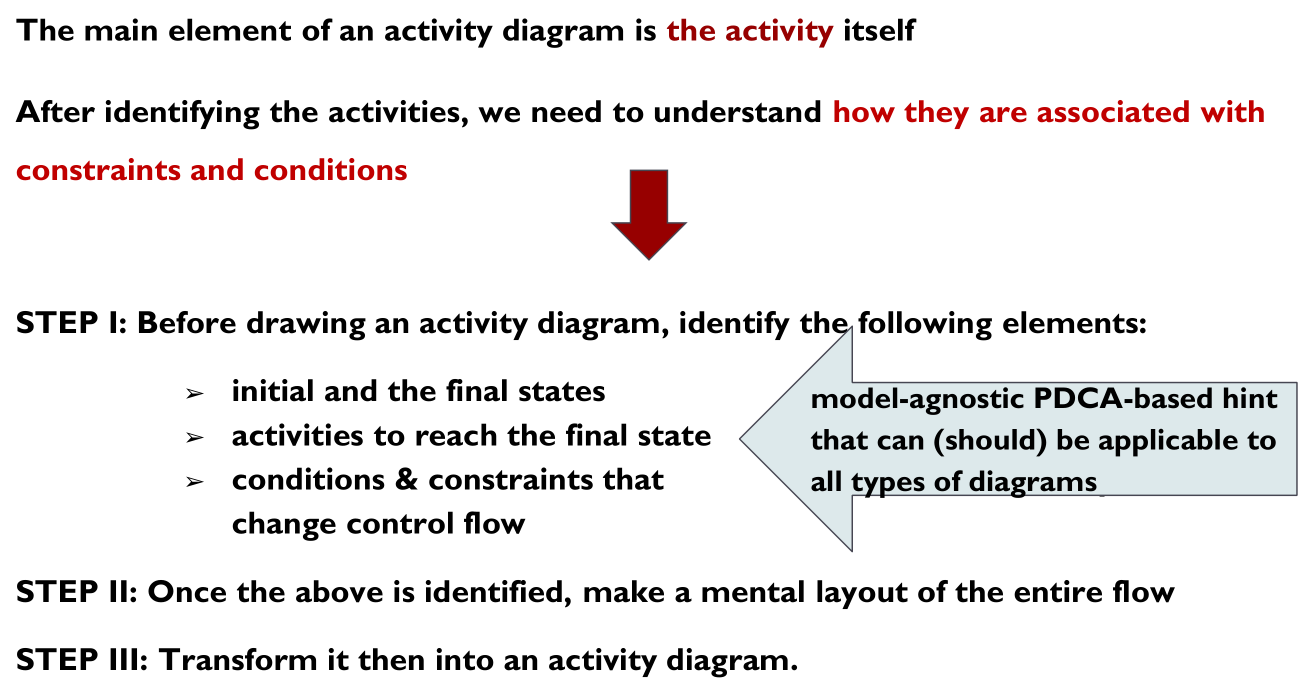 The main element of an activity diagram is the activity itself
After identifying the activities, we need to understand how they are associated with
constraints and conditions
STEP I: Before drawing an activity diagram, identify the following elements:
➢ initial and the final states
➢ activities to reach the final state
➢ conditions & constraints that
change control flow
model-agnostic PDCA-based hint
that can (should) be applicable to
all types of diagrams
STEP II: Once the above is identified, make a mental layout of the entire flow
STEP III: Transform it then into an activity diagram.